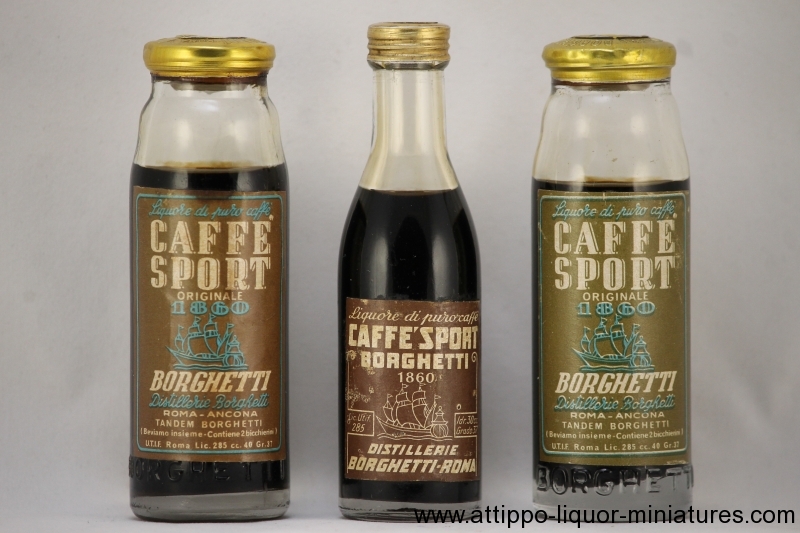 Liquore di puro caffè
CAFFÈ
SPORT
ORIGINALE
1860
BORGHETTI
Distillerie Borghetti
ROMA - ANCONA
TANDEM BORGHETTI
(Beviamo insieme - Contiene 2 bicchierini)
U.T.I.F. Roma Lic. 285 cc. 40 Gr. 37
BORGHETTI
Liquore di puro caffè
CAFFE'SPORT
BORGHETTI
1860
Lic. U.T.I.F.
285
DISTILLERIE
BORGHETTI-ROMA
Liquore di puro caffè
CAFFÈ
SPORT
ORIGINALE
1860
BORGHETTI
Distillerie Borghetti
ROMA - ANCONA
TANDEM BORGHETTI
(Beviamo insieme - Contiene 2 bicchierini)
U.T.I.F. Roma Lic. 285 cc. 40 Gr. 37
BORGHETTI
www.attippo-liquor-miniatures.com